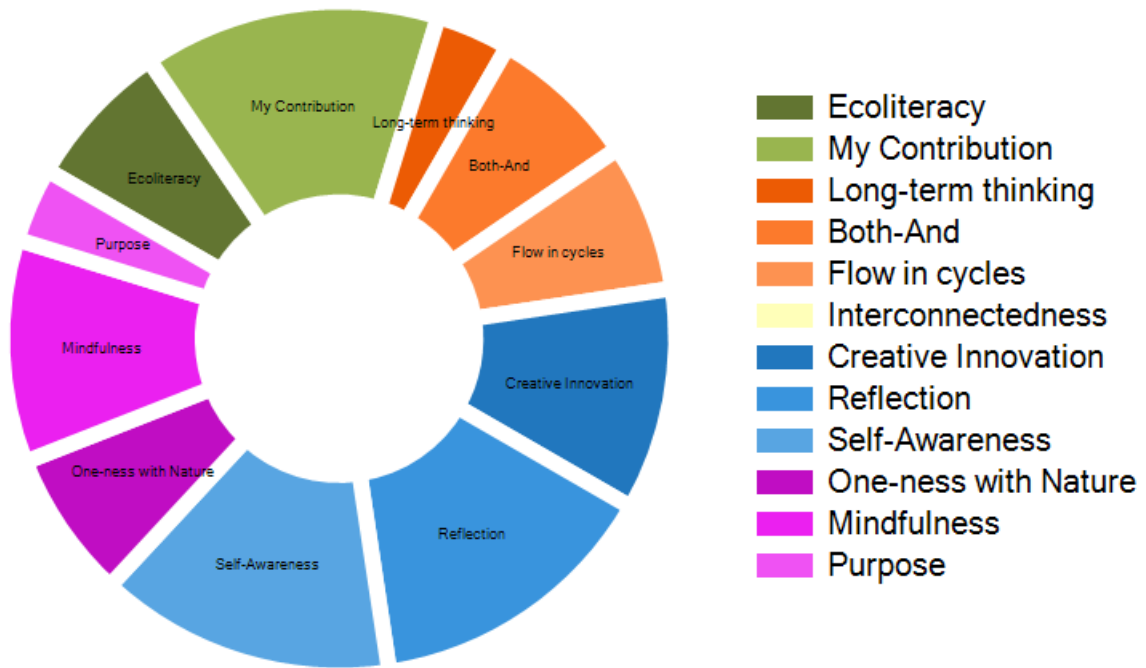 My Contribution
Long-term thinking
Both-And
Ecoliteracy
Purpose
Flow in cycles
Mindfulness
Creative Innovation
One-ness with Nature
Reflection
Self-Awareness
Ecoliteracy
My Contribution
Long-term thinking
Both-And
Flow in cycles
Interconnectedness
Creative Innovation
Reflection
Self-Awareness
One-ness with Nature
Mindfulness
Purpose